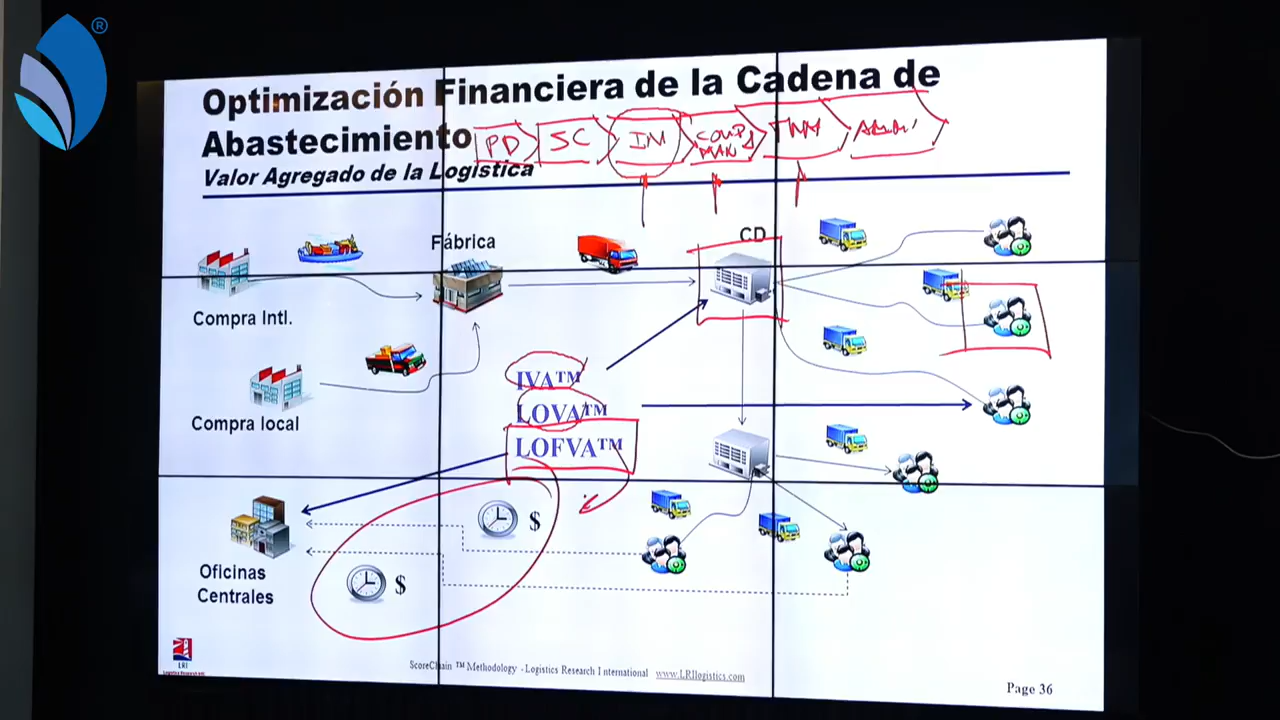 ®
Optimización Financiera de la Cadena de
Abastecimiento
PD SC IM
Valor Agregado de la Logística
Fábrica
CD
Compra Intl.
Compra local
IVA™
LOVA™
LOFVA™
$
$
Oficinas
Centrales
LRI
ScoreChain ™ Methodology - Logistics Research International www.LRIlogistics.com
Page 36